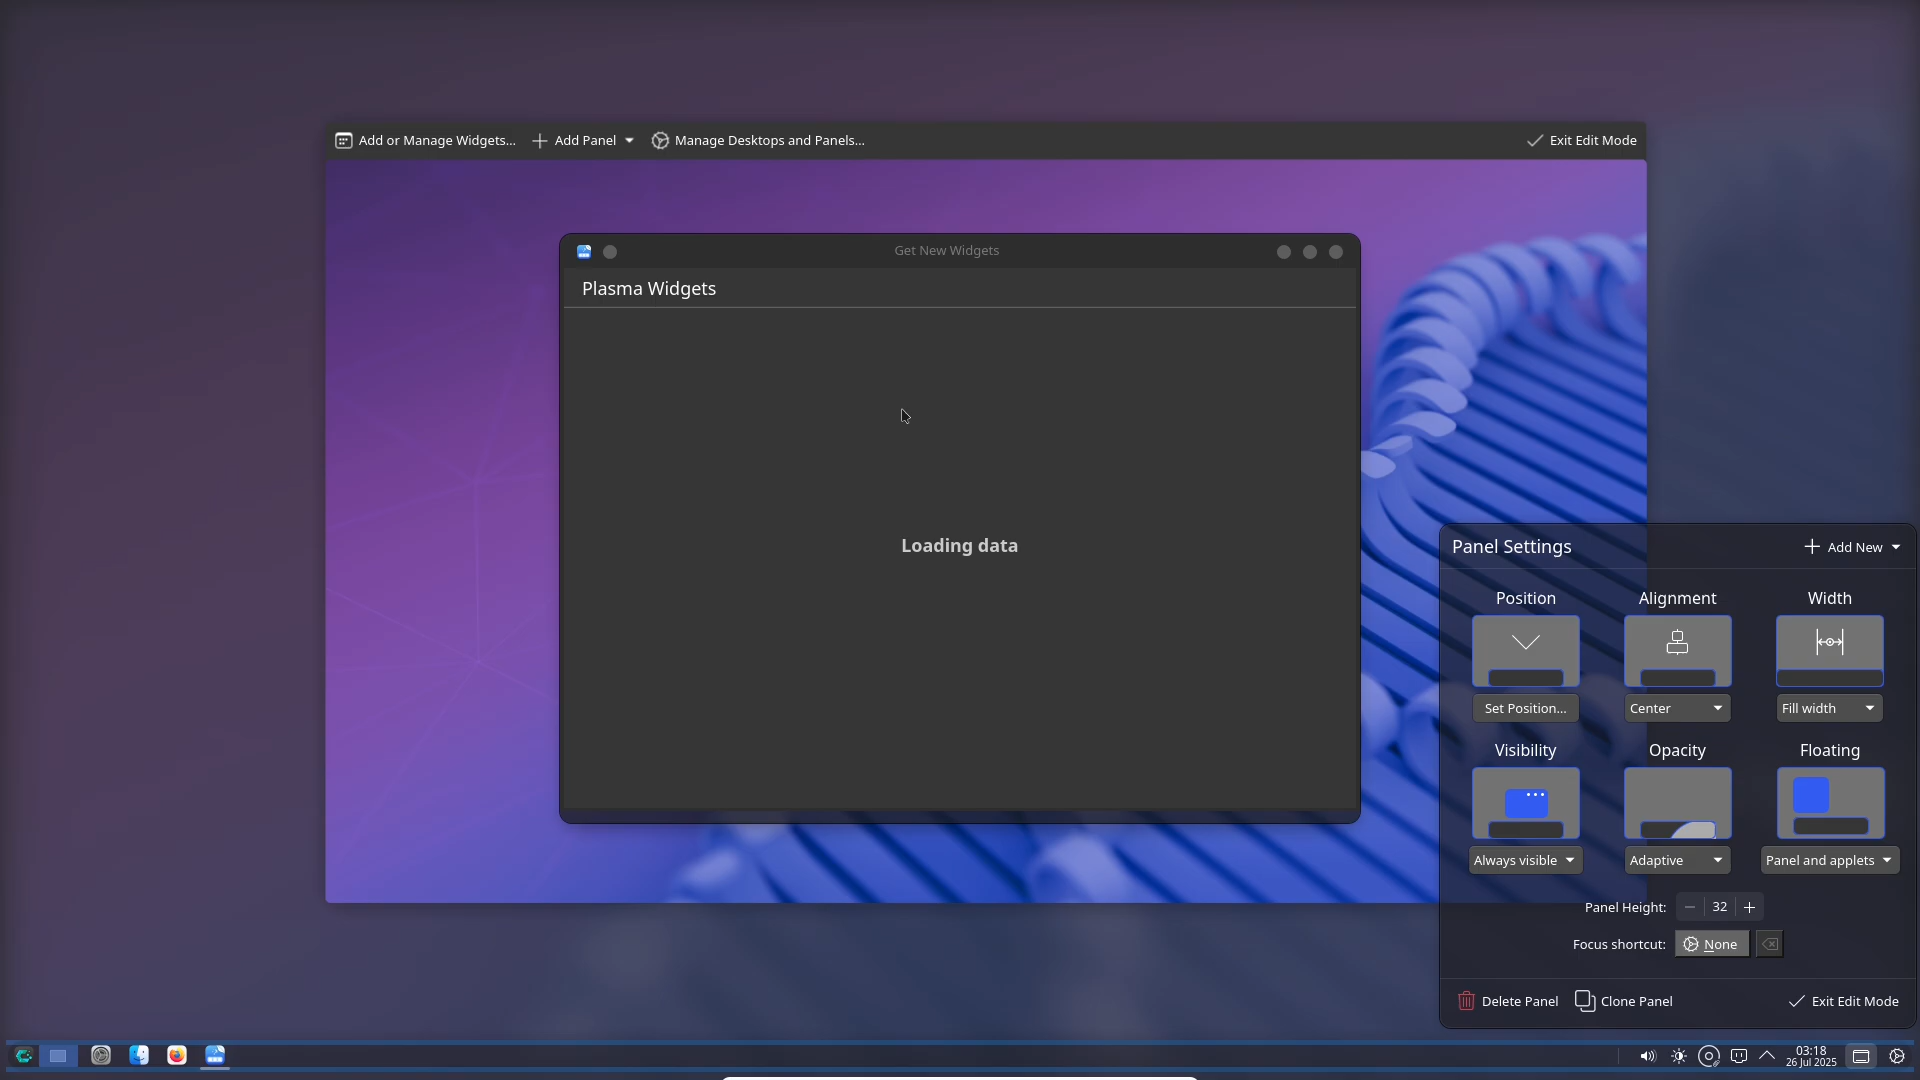 Add or Manage Widgets...
Add Panel
Manage Desktops and Panels...
Exit Edit Mode
Get New Widgets
Plasma Widgets
Loading data
Panel Settings
Add New
Position
Alignment
Width
Set Position...
Center
Fill width
Visibility
Opacity
Floating
Always visible
Adaptive
Panel and applets
Panel Height:
32
Focus shortcut:
None
Delete Panel
Clone Panel
Exit Edit Mode
03:18
26 Jul 2025